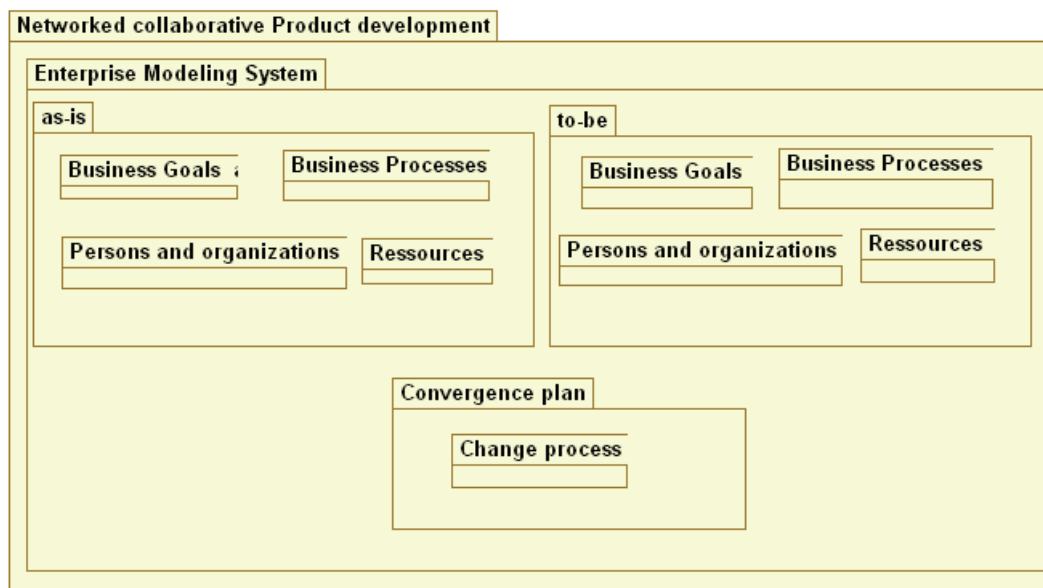 Networked collaborative Product development
Enterprise Modeling System
as-is
to-be
Business Goals
Business Processes
Business Goals
Business Processes
Persons and organizations
Ressources
Persons and organizations
Ressources
Convergence plan
Change process